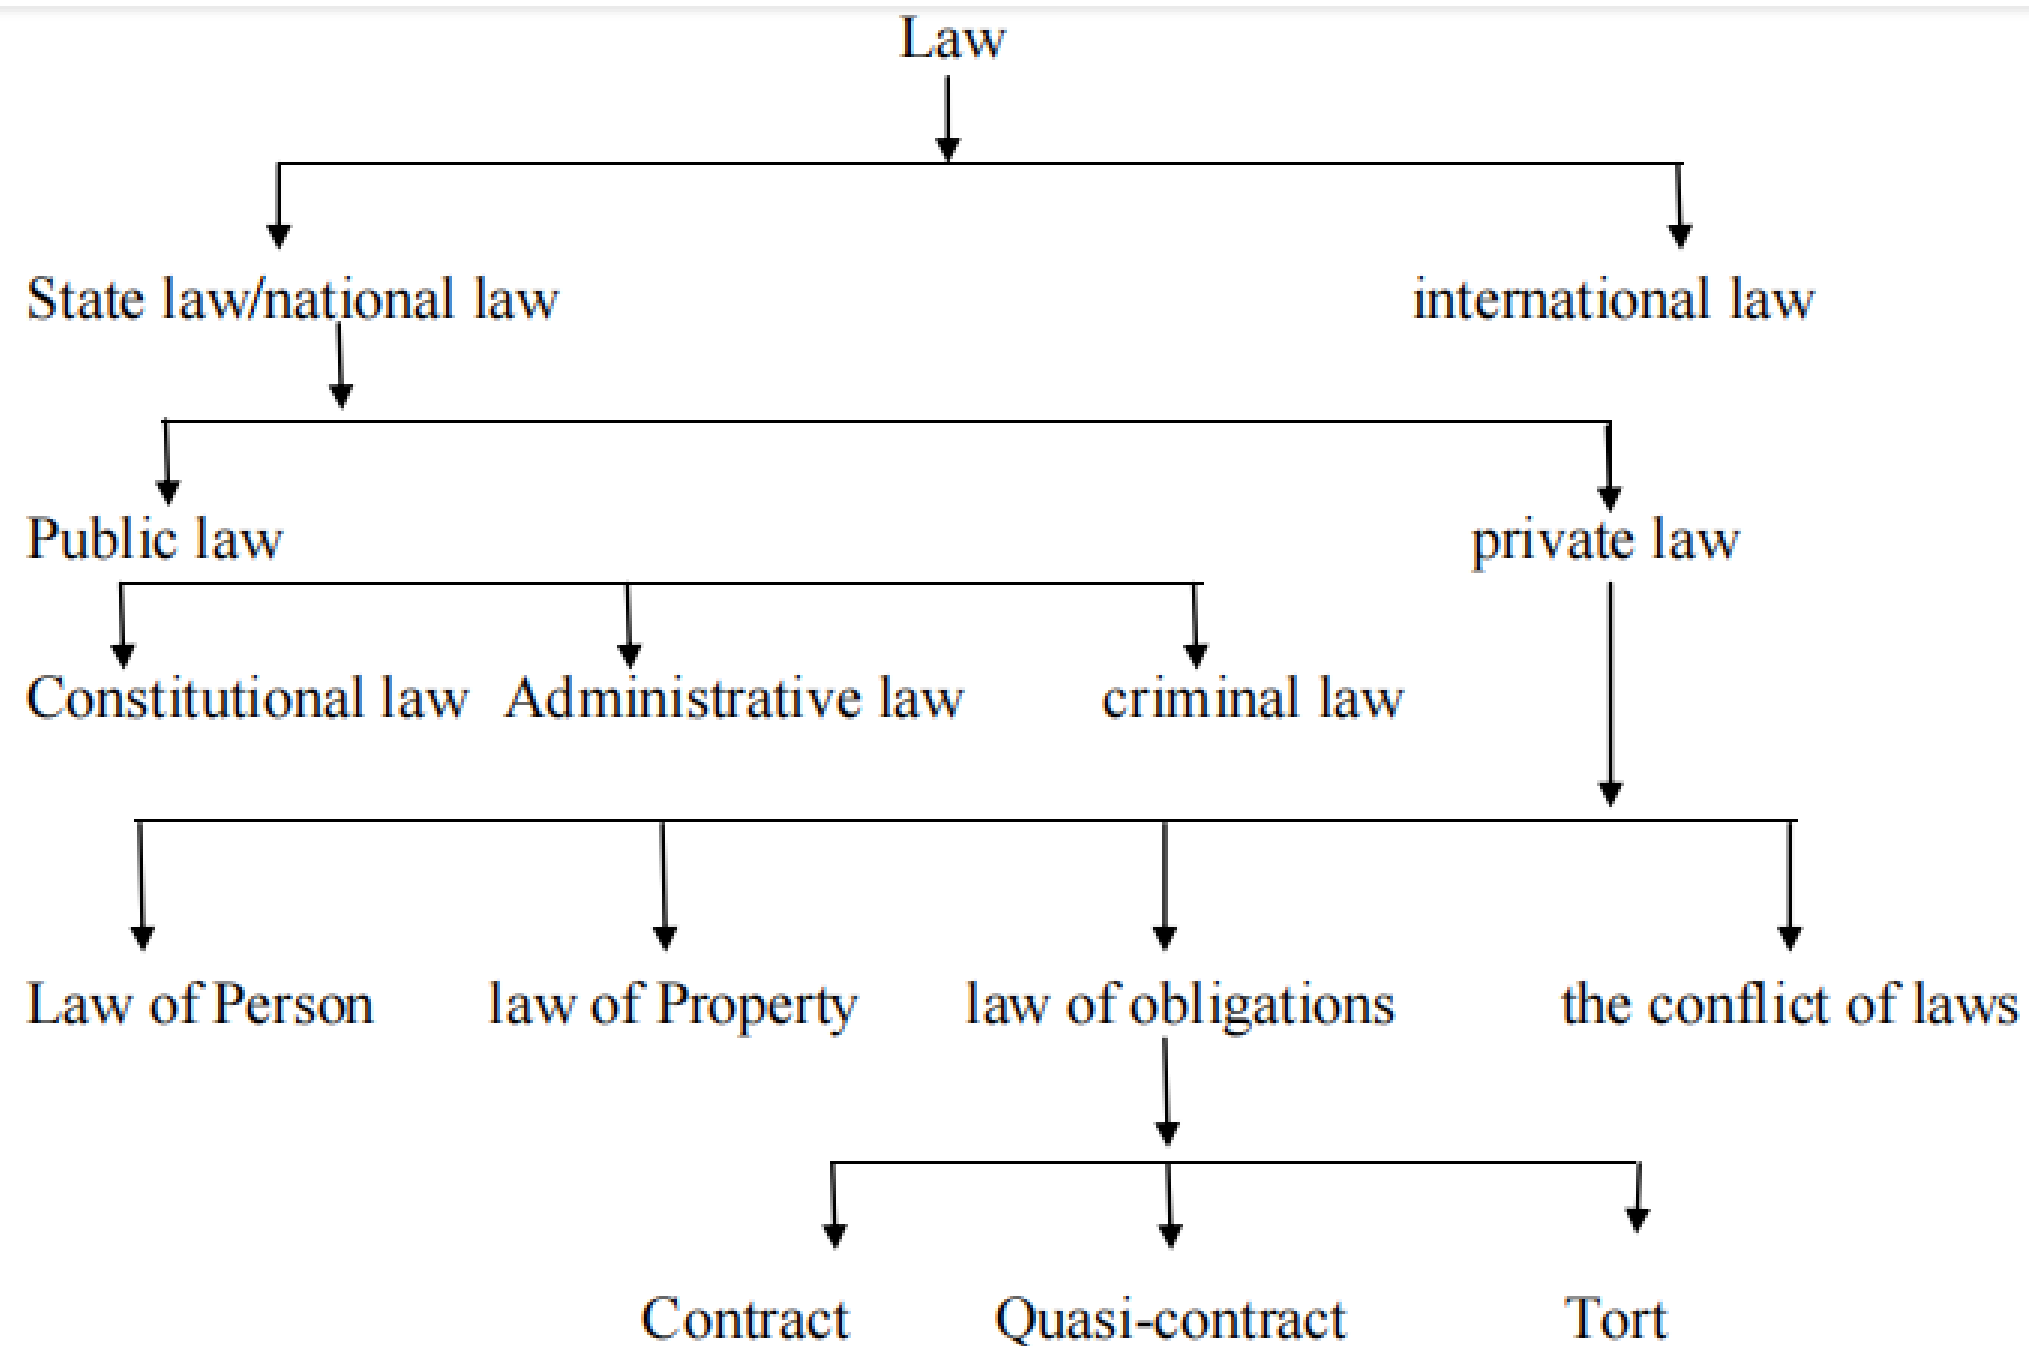 Law
State law/national law international law
Public law private law
Constitutional law Administrative law criminal law
Law of Person law of Property law of obligations the conflict of laws
Contract Quasi-contract Tort